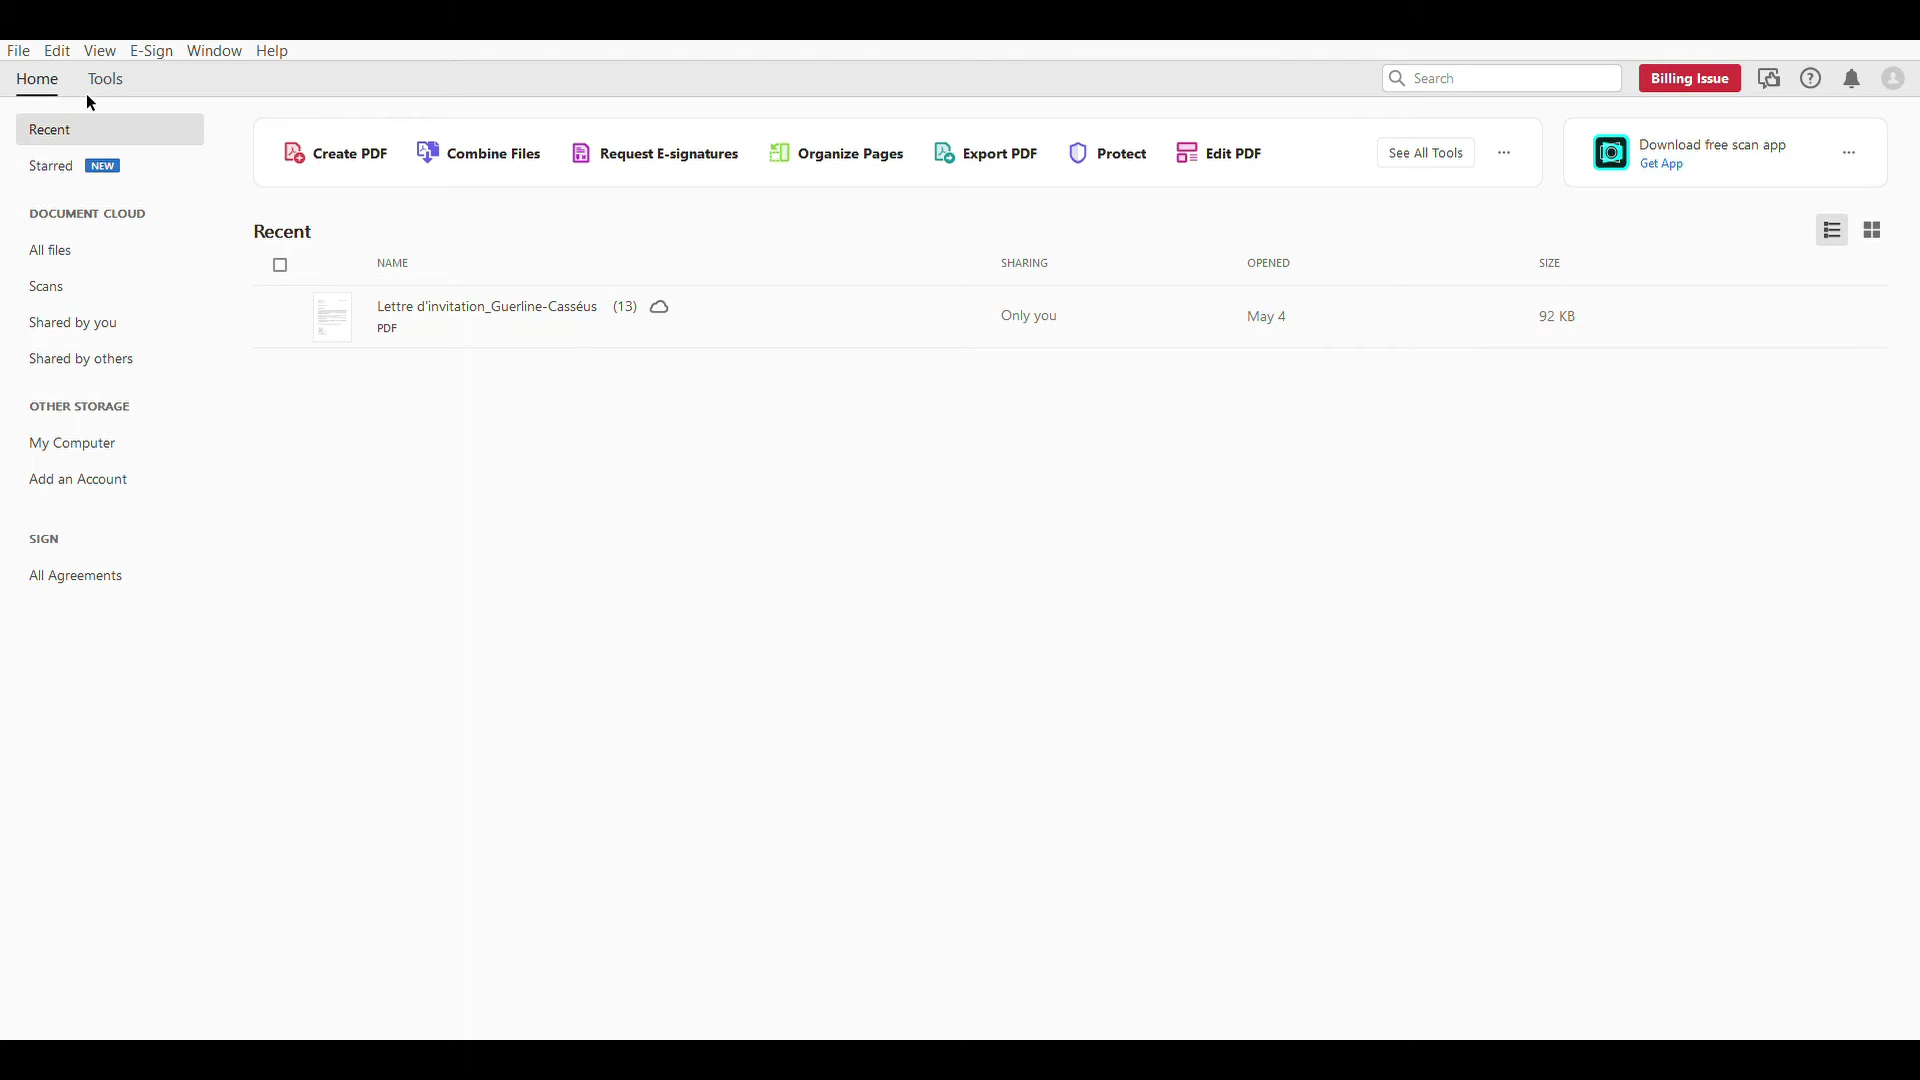 File Edit View E-Sign Window Help
Home Tools Search Billing Issue
Recent
Starred NEW
DOCUMENT CLOUD
All files
Scans
Shared by you
Shared by others
OTHER STORAGE
My Computer
Add an Account
SIGN
All Agreements
Create PDF Combine Files Request E-signatures Organize Pages Export PDF Protect Edit PDF See All Tools
Download free scan app
Get App
Recent
NAME SHARING OPENED SIZE
Lettre d'invitation_Guerline-Casséus (13) Only you May 4 92 KB
PDF